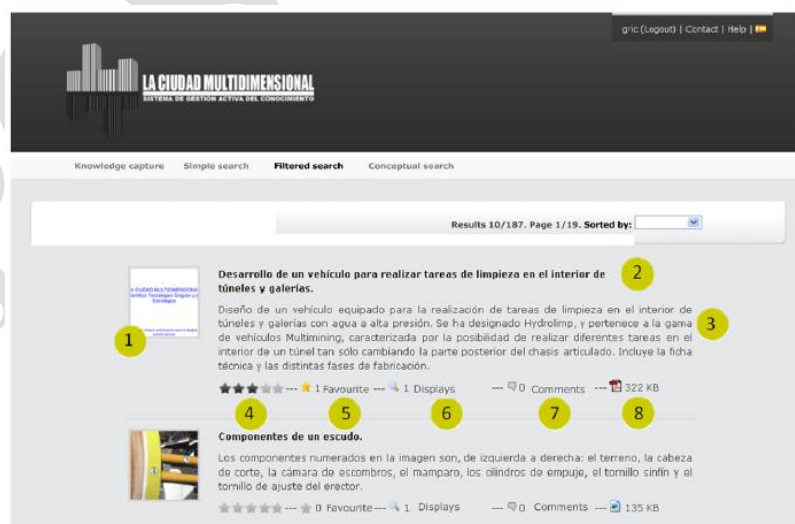 gric (Logout) | Contact | Help |
LA CIUDAD MULTIDIMENSIONAL
SISTEMA DE GESTIÓN ACTIVA DEL CONOCIMIENTO
Knowledge capture Simple search Filtered search Conceptual search
Results 10/187. Page 1/19. Sorted by:
Desarrollo de un vehículo para realizar tareas de limpieza en el interior de
túneles y galerías.
2
Diseño de un vehículo equipado para la realización de tareas de limpieza en el interior de
túneles y galerías con agua a alta presión. Se ha designado Hydrolimp, y pertenece a la gama
de vehículos Multimining, caracterizada por la posibilidad de realizar diferentes tareas en el
interior de un túnel tan sólo cambiando la parte posterior del chasis articulado. Incluye la ficha
técnica y las distintas fases de fabricación.
3
1
--- 1 Favourite --- 1 Displays --- 0 Comments --- 322 KB
4 5 6 7 8
Componentes de un escudo.
Los componentes numerados en la imagen son, de izquierda a derecha: el terreno, la cabeza
de corte, la cámara de escombros, el mamparo, los cilindros de empuje, el tornillo sinfín y el
tornillo de ajuste del erector.
--- 0 Favourite --- 1 Displays --- 0 Comments --- 135 KB